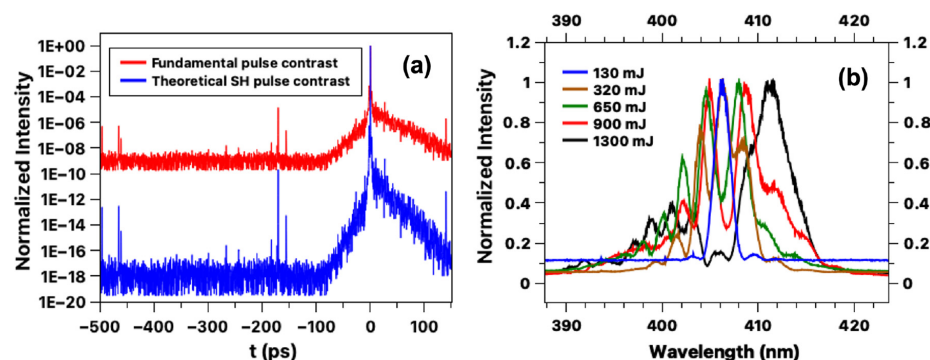 (a)
Normalized Intensity
1E+00
1E-02
1E-04
1E-06
1E-08
1E-10
1E-12
1E-14
1E-16
1E-18
1E-20
Fundamental pulse contrast
Theoretical SH pulse contrast
-500 -400 -300 -200 -100 0 100
t (ps)
(b)
390 400 410 420
Normalized Intensity
1.2 1.2
1 1
0.8 0.8
0.6 0.6
0.4 0.4
0.2 0.2
0 0
130 mJ
320 mJ
650 mJ
900 mJ
1300 mJ
390 400 410 420
Wavelength (nm)